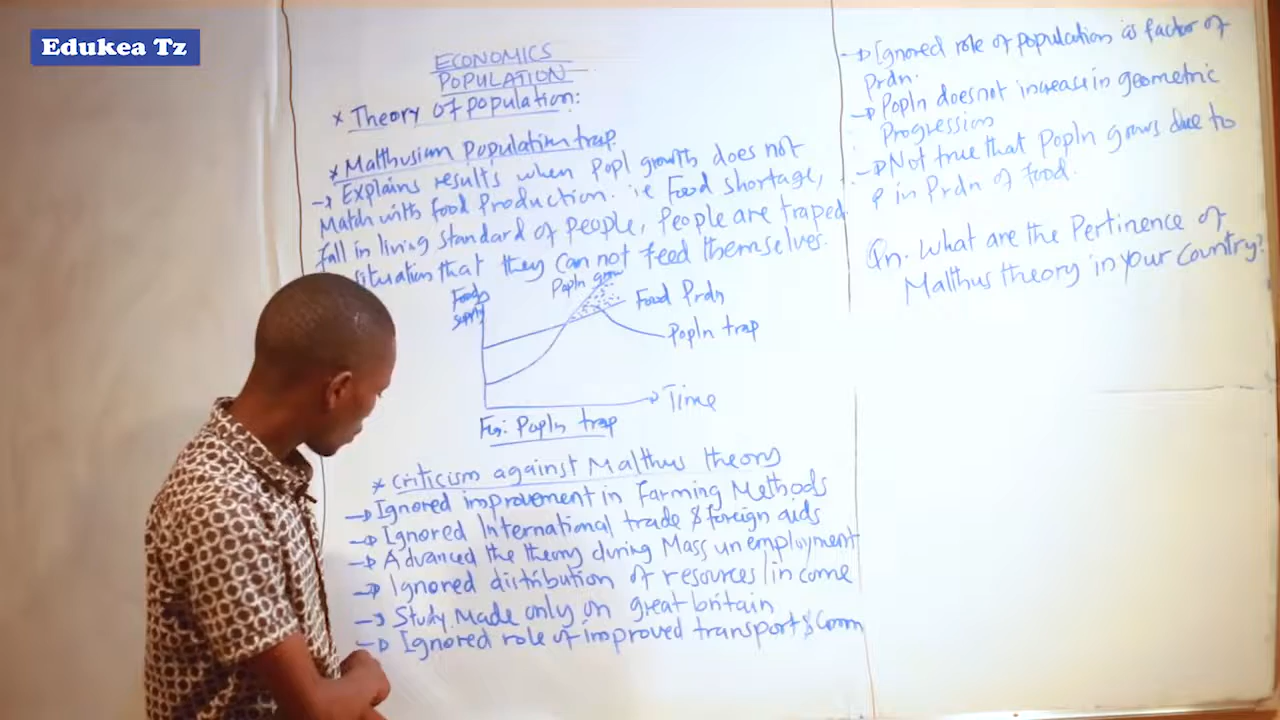 Edukea Tz
ECONOMICS
POPULATION
* Theory of population:
* Malthusian Population trap
→ Explains results when Popl growth does not
Match with food Production. i.e Food shortage,
fall in living standard of people, People are traped
situation that they can not feed themselves.
Food
supply
Popln grow
Food Prdn
Popln trap
Time
Fig: Popln trap
* Criticism against Malthus theory
→ Ignored improvement in Farming Methods
→ Ignored International trade & foreign aids
→ Advanced the theory during Mass unemployment
→ Ignored distribution of resources/income
→ Study Made only on great britain
→ Ignored role of improved transport & Comm
→ Ignored role of population as factor of
Prdn.
→ Popln does not increase in geometric
Progression
→ Not true that Popln grows due to
in Prdn of food.
Qn. What are the Pertinence of
Malthus theory in your Country?